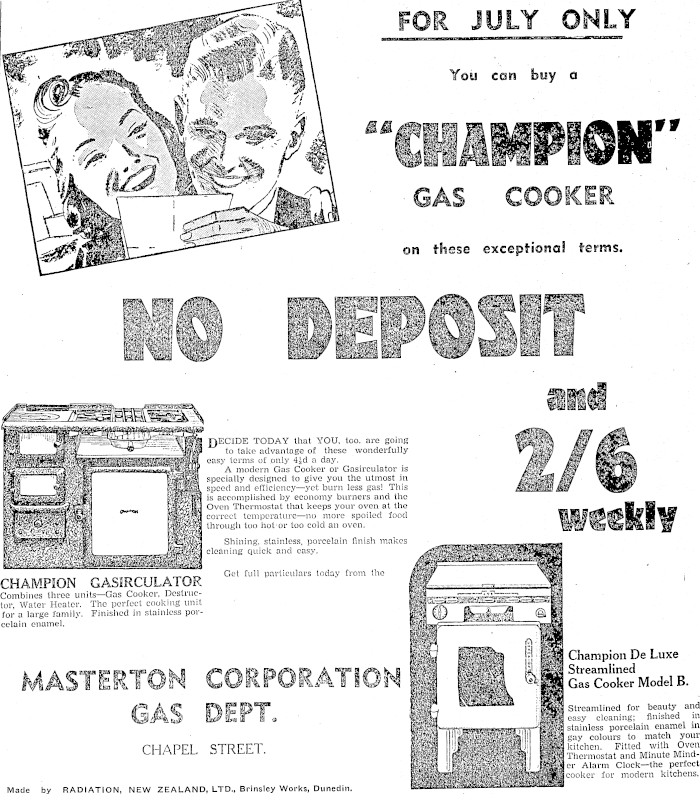 FOR JULY ONLY
You can buy a
"CHAMPION"
GAS COOKER
on these exceptional terms.
NO DEPOSIT
and
2/6
weekly
DECIDE TODAY that YOU, too, are going
to take advantage of these wonderfully
easy terms of only 4½d a day.
A modern Gas Cooker or Gasirculator is
specially designed to give you the utmost in
speed and efficiency—yet burn less gas! This
is accomplished by economy burners and the
Oven Thermostat that keeps your oven at the
correct temperature—no more spoiled food
through too hot or too cold an oven.
Shining, stainless, porcelain finish makes
cleaning quick and easy.
Get full particulars today from the
CHAMPION GASIRCULATOR
Combines three units—Gas Cooker, Destruc-
tor, Water Heater. The perfect cooking unit
for a large family. Finished in stainless por-
celain enamel.
MASTERTON CORPORATION
GAS DEPT.
CHAPEL STREET.
Champion De Luxe
Streamlined
Gas Cooker Model B.
Streamlined for beauty and
easy cleaning; finished in
stainless porcelain enamel in
gay colours to match your
kitchen. Fitted with Oven
Thermostat and Minute Mind-
er Alarm Clock—the perfect
cooker for modern kitchens.
Made by RADIATION, NEW ZEALAND, LTD., Brinsley Works, Dunedin.